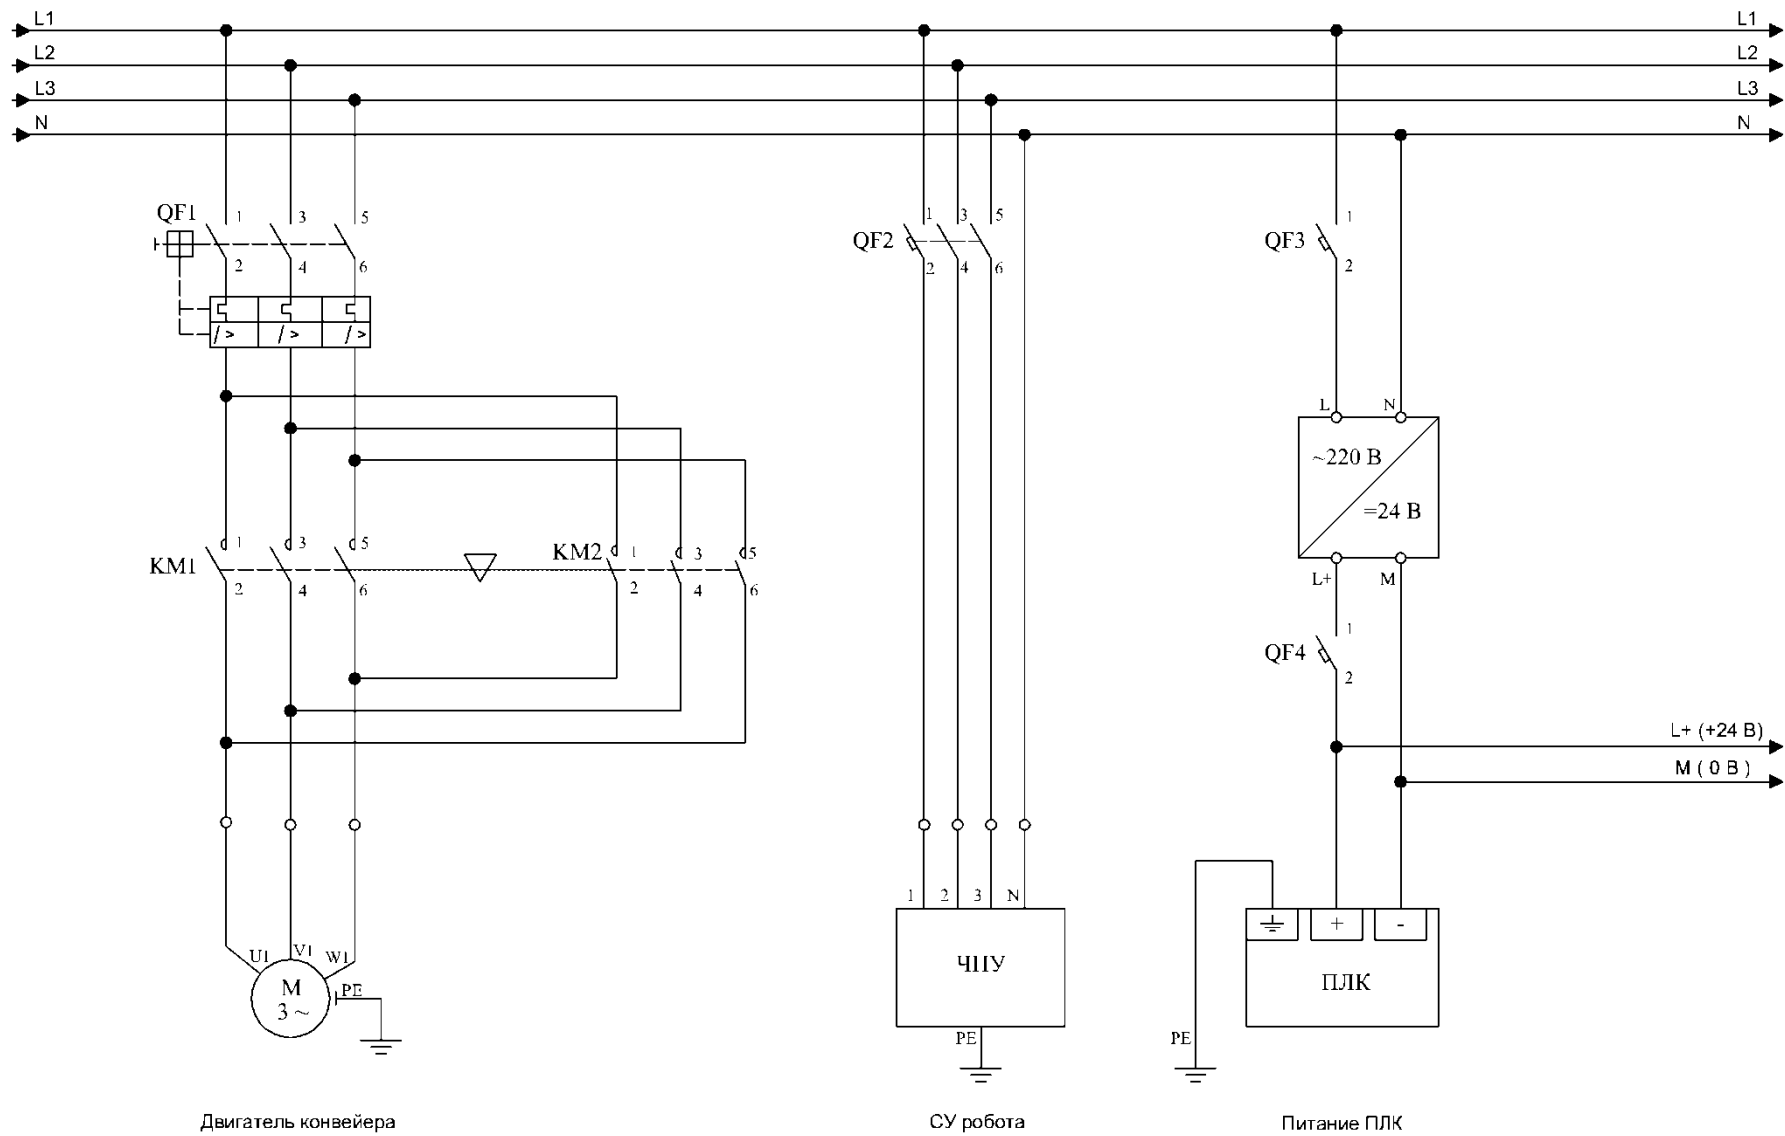 L1 L1
L2 L2
L3 L3
N N
QF1 1 3 5
2 4 6
/ > / > / >
QF2 1 3 5
2 4 6
QF3 1
2
L N
~220 В
=24 В
L+ M
KM1 1 3 5
2 4 6
KM2 1 3 5
2 4 6
QF4 1
2
L+ (+24 В)
M ( 0 В )
1 2 3 N
ЧПУ
PE
+ -
ПЛК
PE
U1 V1 W1
М
3 ~
PE
Двигатель конвейера
СУ робота
Питание ПЛК